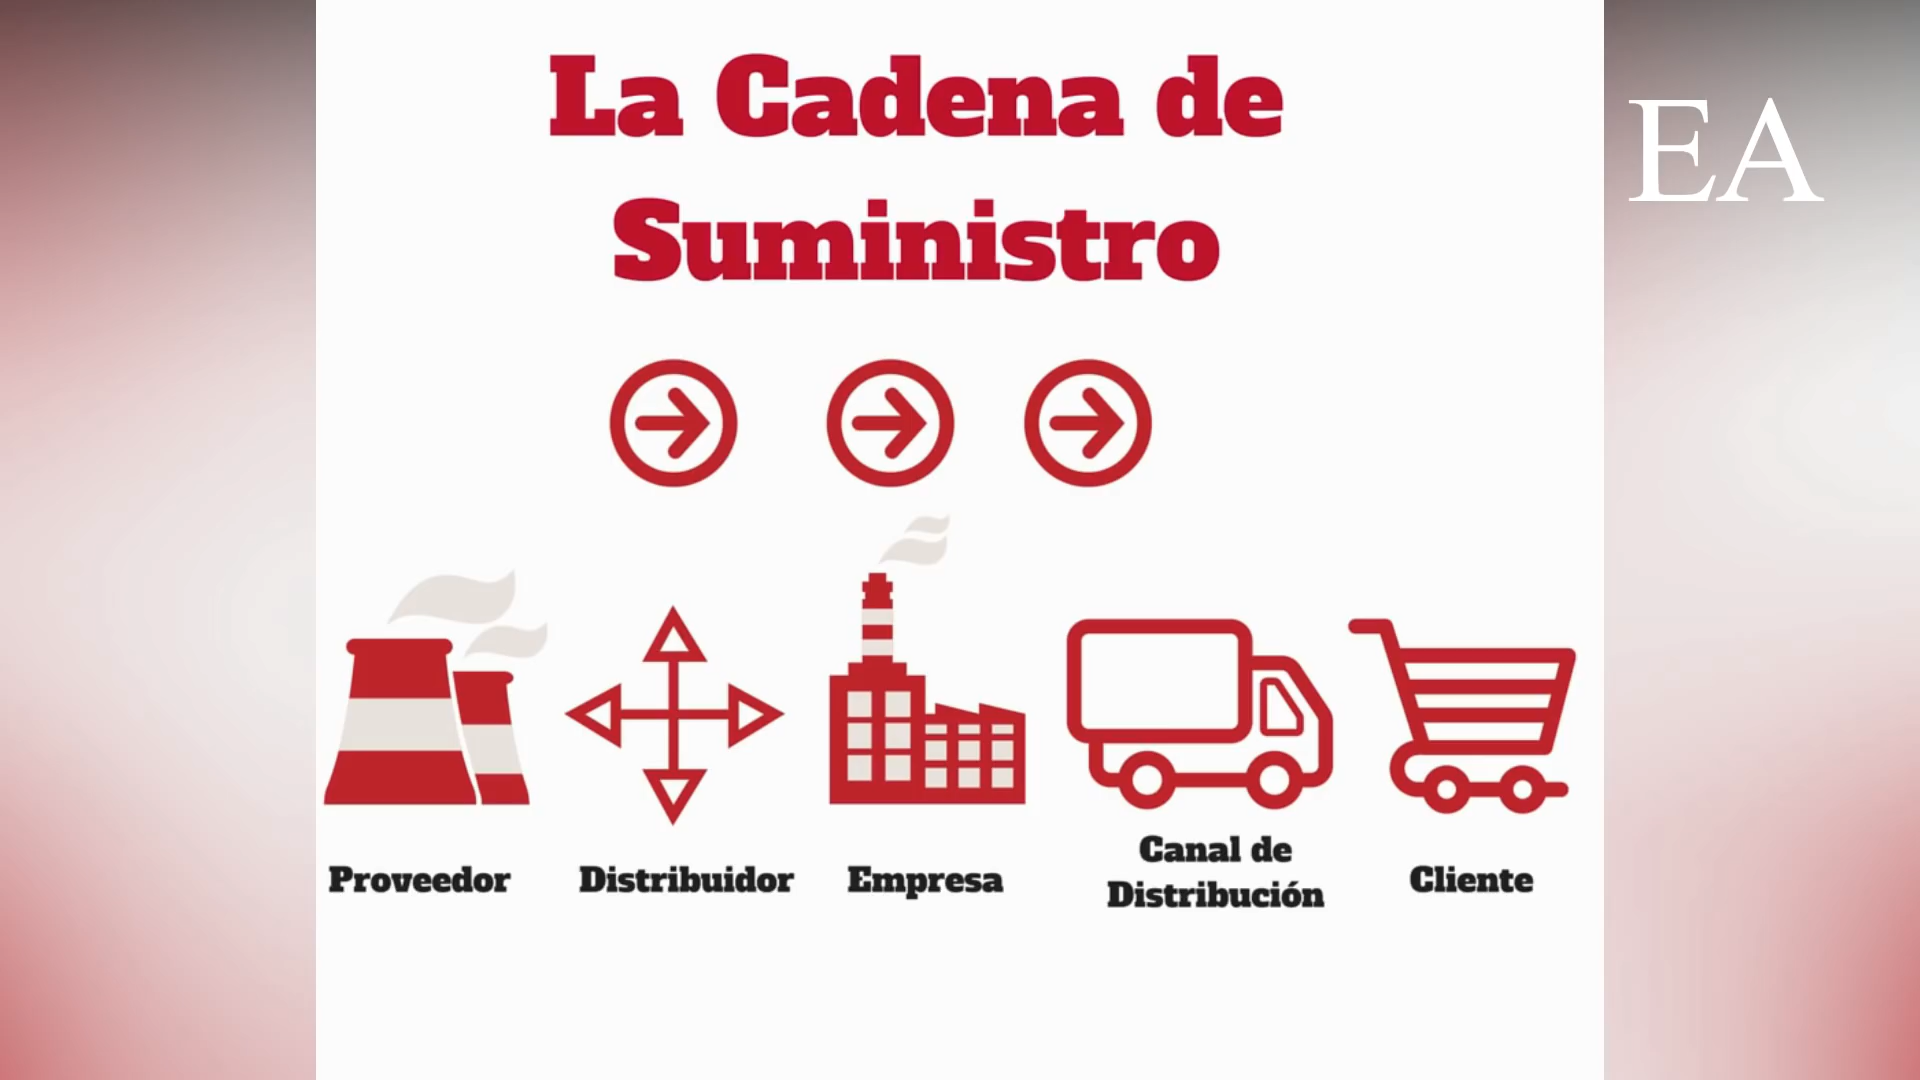 La Cadena de
Suministro
EA
Proveedor
Distribuidor
Empresa
Canal de
Distribución
Cliente